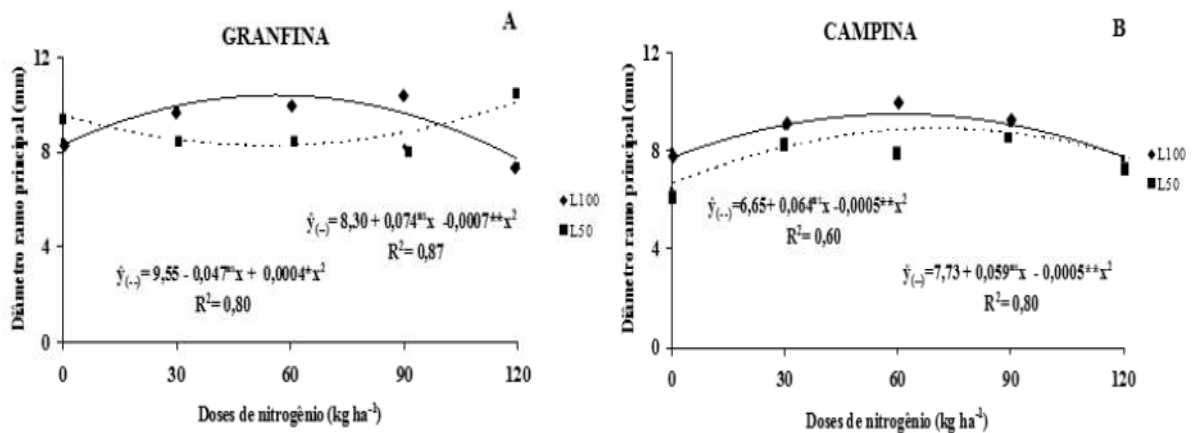 GRANFINA
A
Diâmetro ramo principal (mm)
12
8
4
0
ŷ(–)= 8,30 + 0,074ⁿˢx -0,0007**x²
R²= 0,87
ŷ(--)= 9,55 - 0,047ⁿˢx + 0,0004*x²
R²= 0,80
L100
L50
0 30 60 90 120
Doses de nitrogênio (kg ha⁻¹)
CAMPINA
B
Diâmetro ramo principal (mm)
12
8
4
0
ŷ(--)=6,65+ 0,064ⁿˢx -0,0005**x²
R²= 0,60
ŷ(–)= 7,73 + 0,059ⁿˢx - 0,0005**x²
R²= 0,80
L100
L50
0 30 60 90 120
Doses de nitrogênio (kg ha⁻¹)